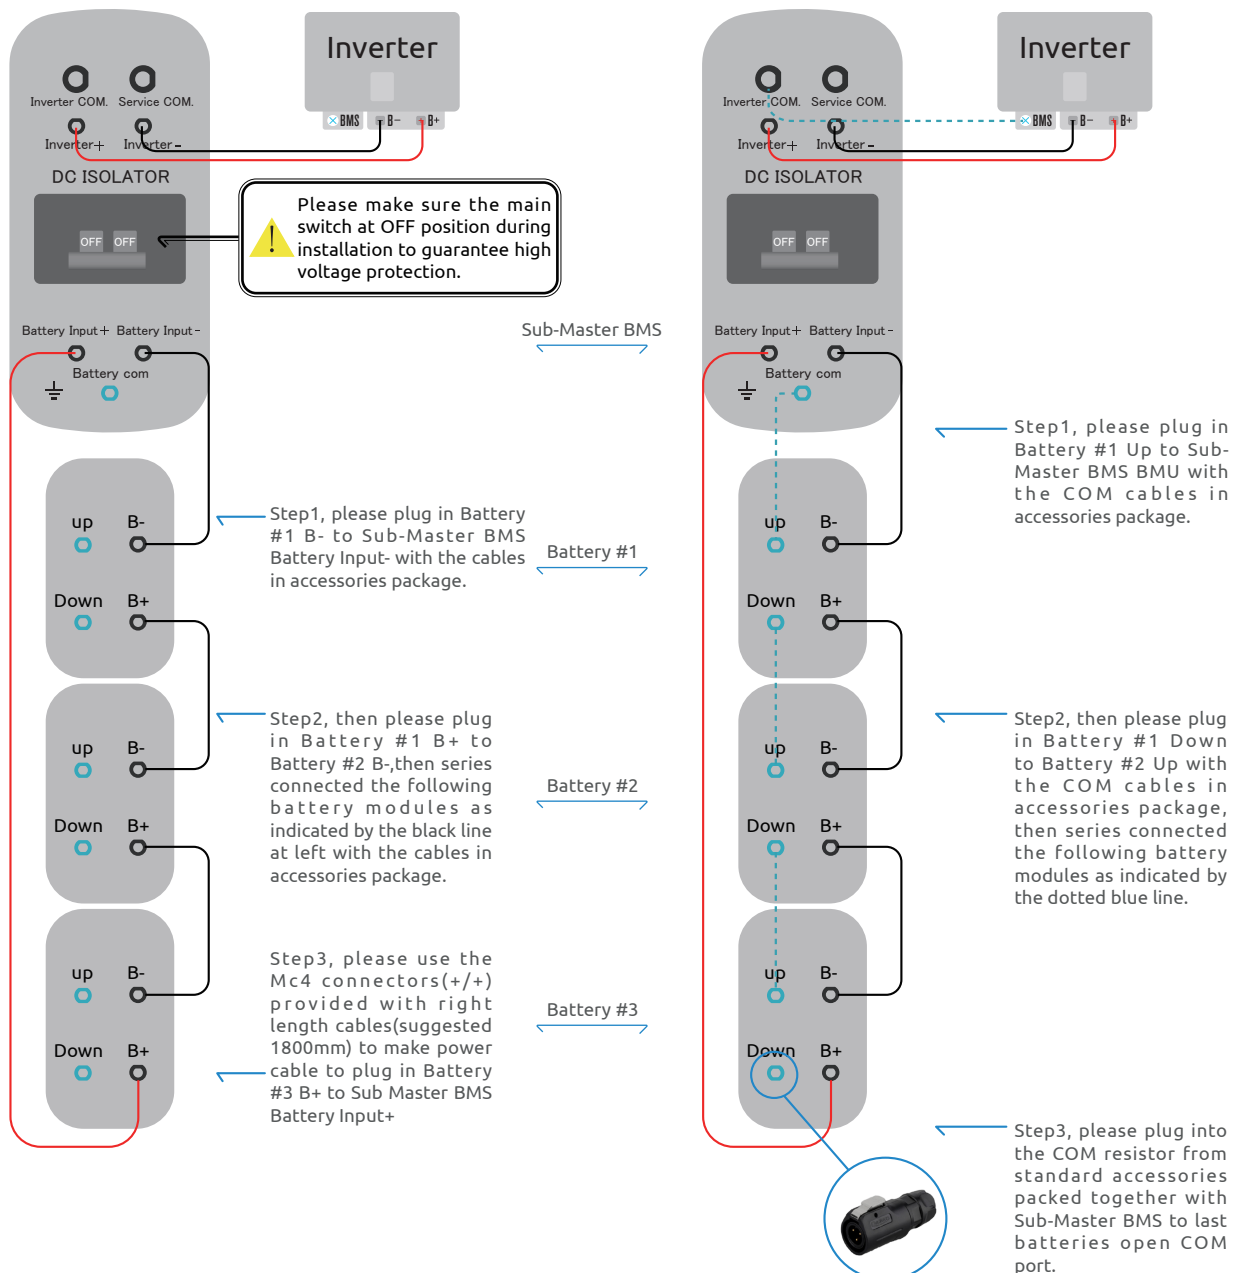 Inverter
Inverter COM. Service COM.
BMS B- B+
Inverter+ Inverter-
DC ISOLATOR
OFF OFF
Please make sure the main
switch at OFF position during
installation to guarantee high
voltage protection.
Battery Input+ Battery Input-
Battery com
up B-
Down B+
up B-
Down B+
up B-
Down B+
Step1, please plug in Battery
#1 B- to Sub-Master BMS
Battery Input- with the cables
in accessories package.
Step2, then please plug
in Battery #1 B+ to
Battery #2 B-,then series
connected the following
battery modules as
indicated by the black line
at left with the cables in
accessories package.
Step3, please use the
Mc4 connectors(+/+)
provided with right
length cables(suggested
1800mm) to make power
cable to plug in Battery
#3 B+ to Sub Master BMS
Battery Input+
Sub-Master BMS
Battery #1
Battery #2
Battery #3
Inverter
Inverter COM. Service COM.
BMS B- B+
Inverter+ Inverter-
DC ISOLATOR
OFF OFF
Battery Input+ Battery Input-
Battery com
up B-
Down B+
up B-
Down B+
up B-
Down B+
Step1, please plug in
Battery #1 Up to Sub-
Master BMS BMU with
the COM cables in
accessories package.
Step2, then please plug
in Battery #1 Down
to Battery #2 Up with
the COM cables in
accessories package,
then series connected
the following battery
modules as indicated by
the dotted blue line.
Step3, please plug into
the COM resistor from
standard accessories
packed together with
Sub-Master BMS to last
batteries open COM
port.